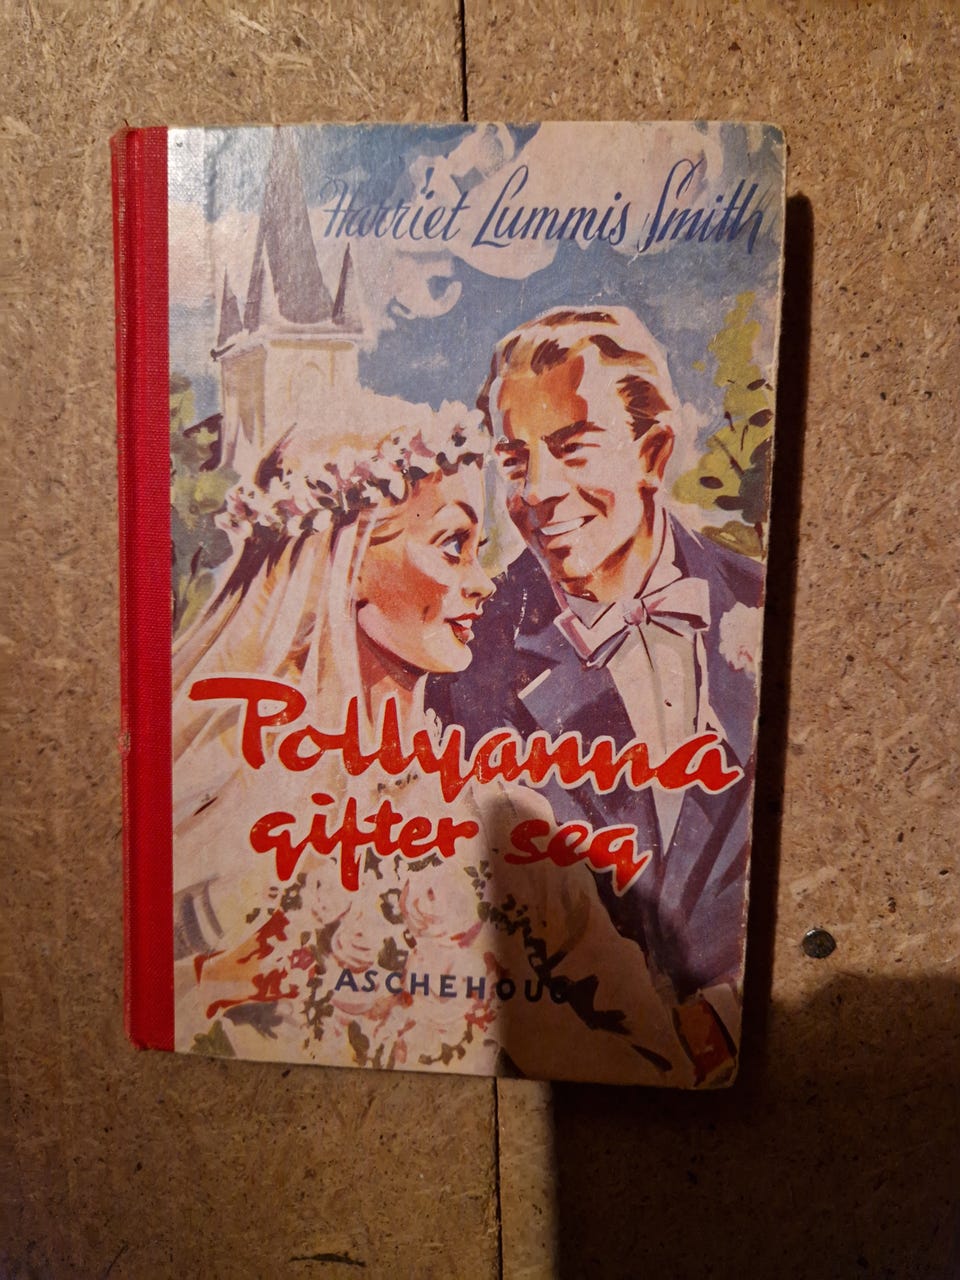 Harriet Lummis Smith
Pollyanna
gifter seg
ASCHEHOUG